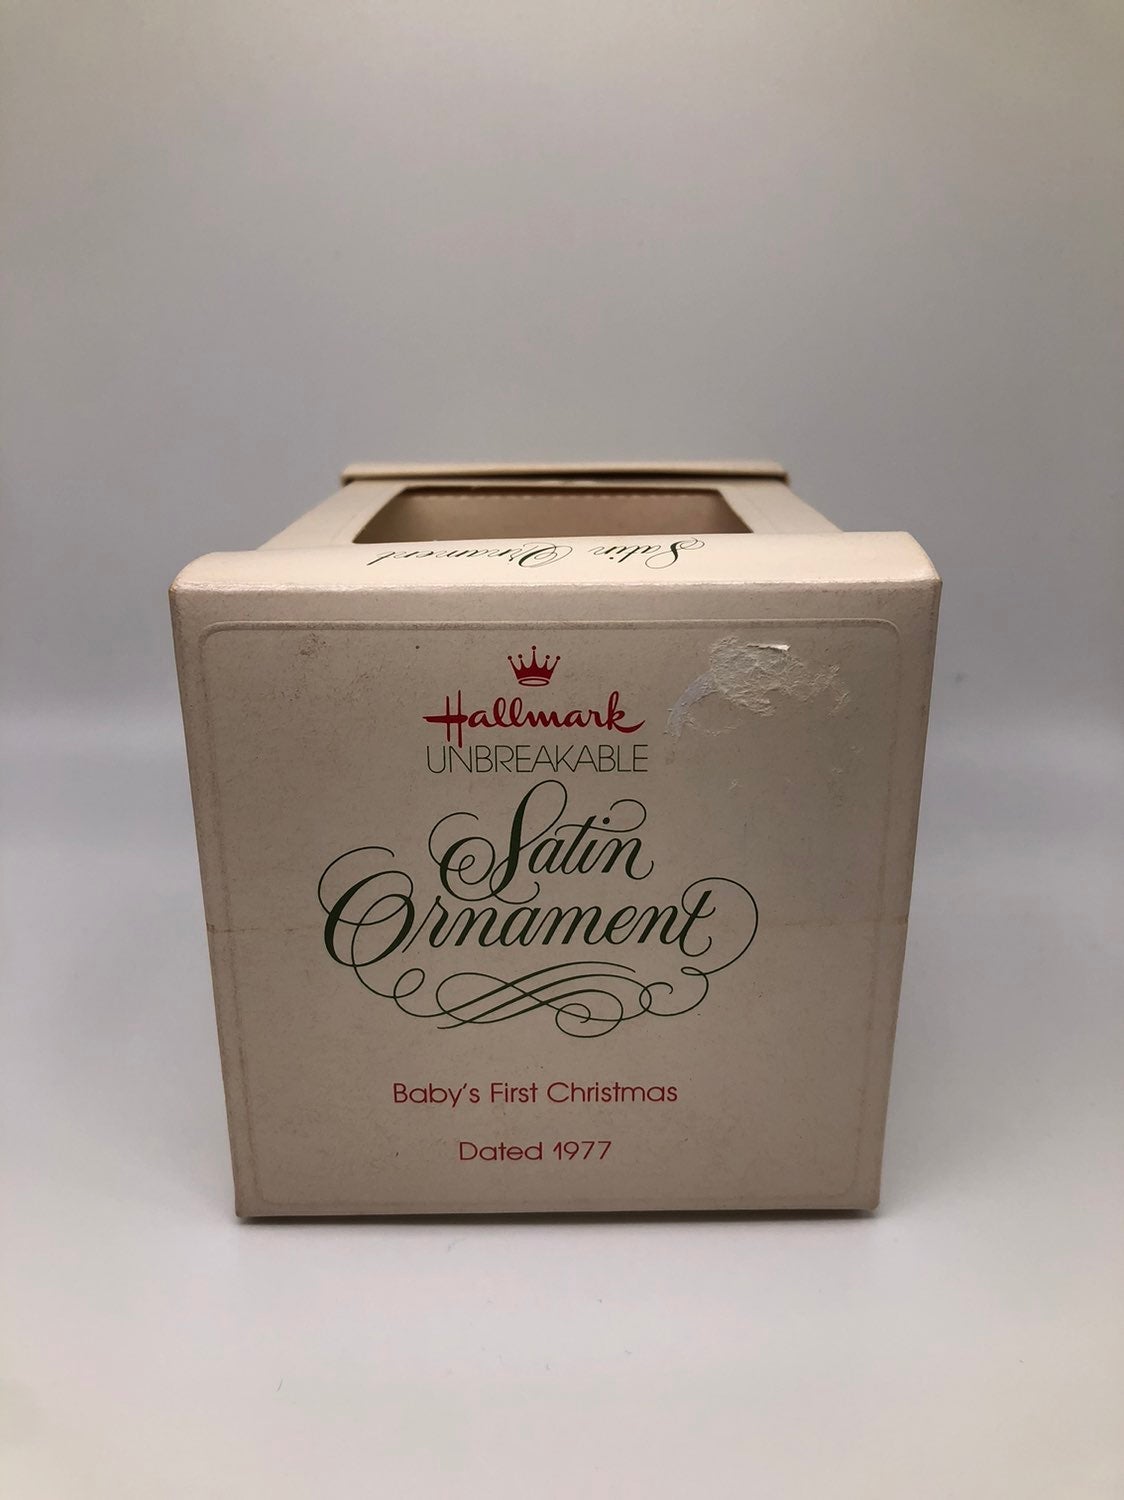 Satin Ornament
Hallmark
UNBREAKABLE
Satin
Ornament
Baby's First Christmas
Dated 1977